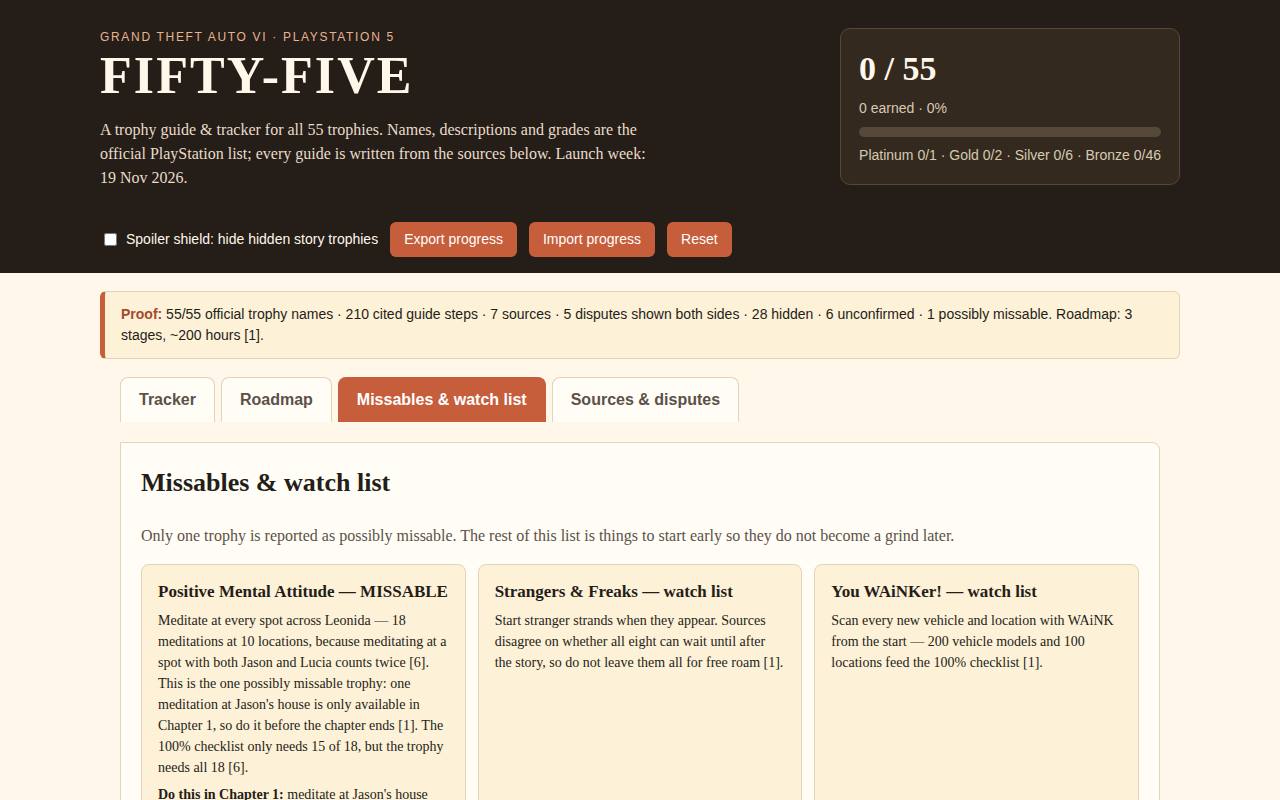 GRAND THEFT AUTO VI · PLAYSTATION 5
FIFTY-FIVE
A trophy guide & tracker for all 55 trophies. Names, descriptions and grades are the
official PlayStation list; every guide is written from the sources below. Launch week:
19 Nov 2026.
0 / 55
0 earned · 0%
Platinum 0/1 · Gold 0/2 · Silver 0/6 · Bronze 0/46
Spoiler shield: hide hidden story trophies
Export progress
Import progress
Reset
Proof: 55/55 official trophy names · 210 cited guide steps · 7 sources · 5 disputes shown both sides · 28 hidden · 6 unconfirmed · 1 possibly missable. Roadmap: 3
stages, ~200 hours [1].
Tracker
Roadmap
Missables & watch list
Sources & disputes
Missables & watch list
Only one trophy is reported as possibly missable. The rest of this list is things to start early so they do not become a grind later.
Positive Mental Attitude — MISSABLE
Meditate at every spot across Leonida — 18
meditations at 10 locations, because meditating at a
spot with both Jason and Lucia counts twice [6].
This is the one possibly missable trophy: one
meditation at Jason's house is only available in
Chapter 1, so do it before the chapter ends [1]. The
100% checklist only needs 15 of 18, but the trophy
needs all 18 [6].
Do this in Chapter 1: meditate at Jason's house
Strangers & Freaks — watch list
Start stranger strands when they appear. Sources
disagree on whether all eight can wait until after
the story, so do not leave them all for free roam [1].
You WAiNKer! — watch list
Scan every new vehicle and location with WAiNK
from the start — 200 vehicle models and 100
locations feed the 100% checklist [1].